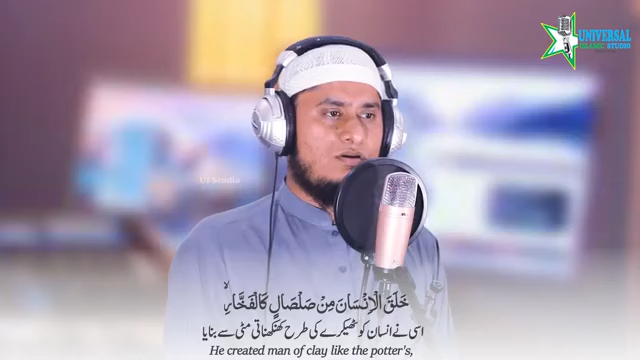 UNIVERSAL
ISLAMIC STUDIO
UI Studio
خَلَقَ الْاِنْسَانَ مِنْ صَلْصَالٍ كَالْفَخَّارِۙ
اسی نے انسان کو ٹھیکرے کی طرح کھنکھناتی مٹی سے بنایا
He created man of clay like the potter's,